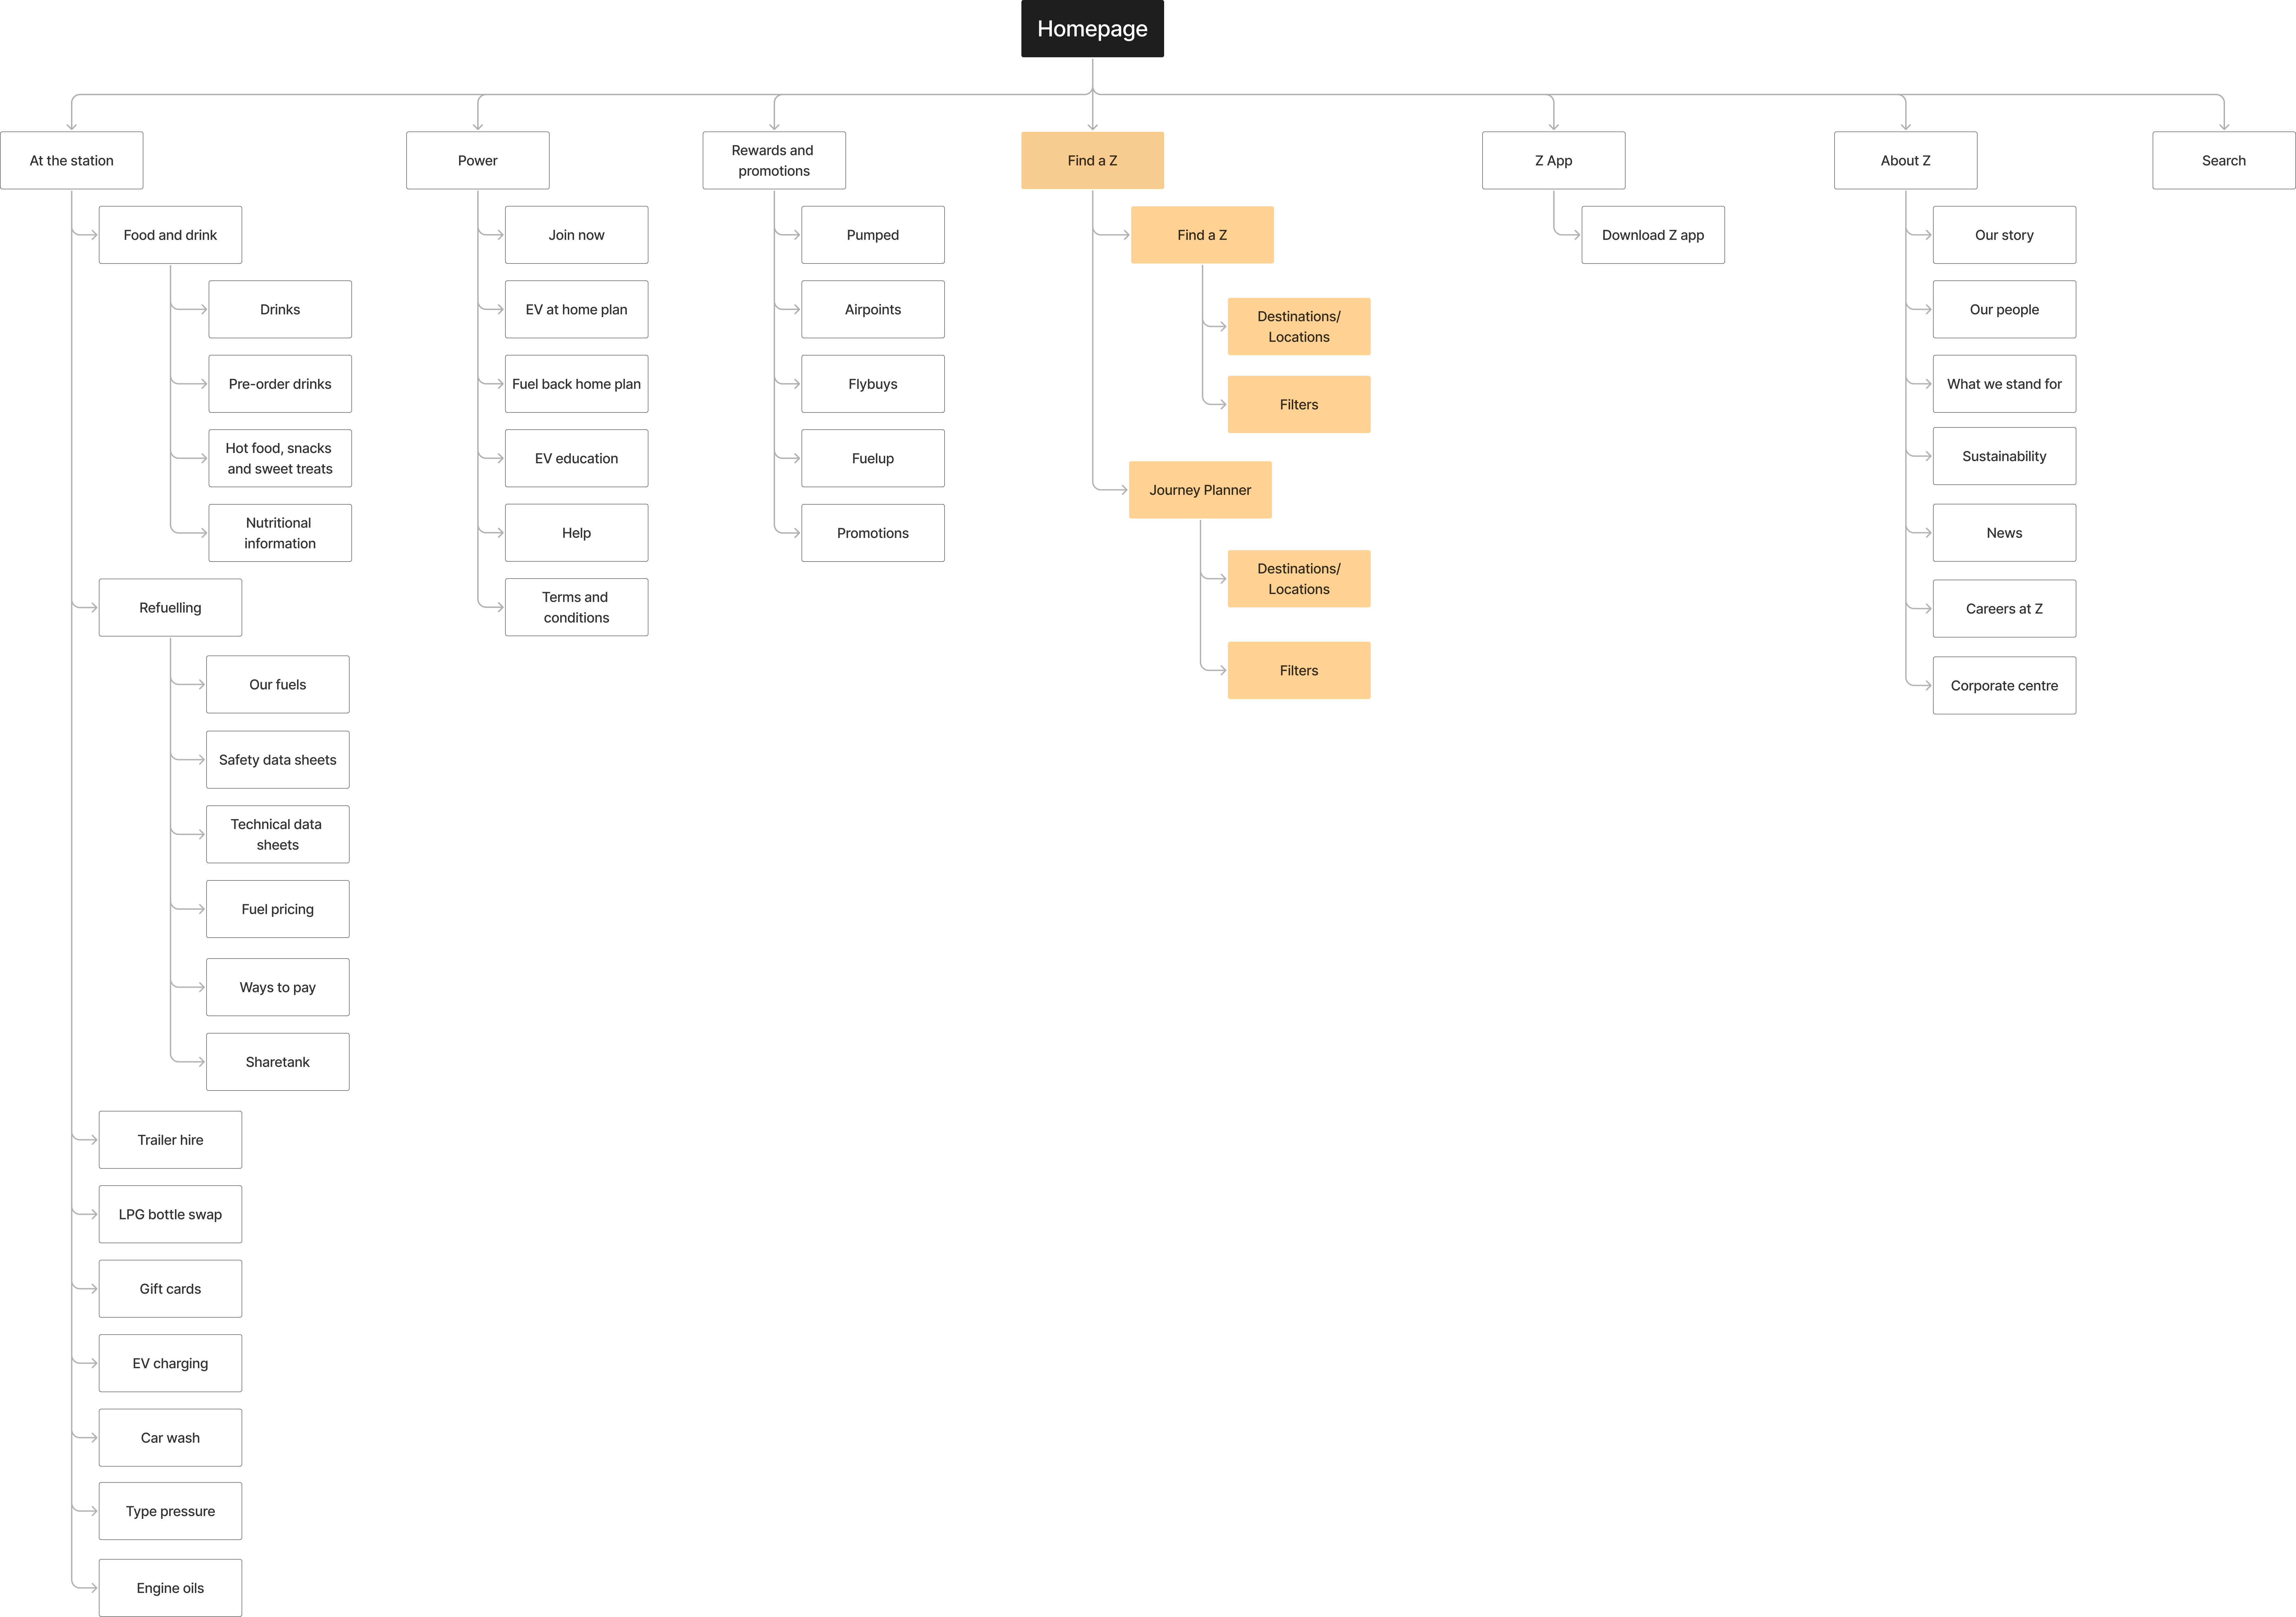 Homepage
At the station
Food and drink
Drinks
Pre-order drinks
Hot food, snacks
and sweet treats
Nutritional
information
Refuelling
Our fuels
Safety data sheets
Technical data
sheets
Fuel pricing
Ways to pay
Sharetank
Trailer hire
LPG bottle swap
Gift cards
EV charging
Car wash
Type pressure
Engine oils
Power
Join now
EV at home plan
Fuel back home plan
EV education
Help
Terms and
conditions
Rewards and
promotions
Pumped
Airpoints
Flybuys
Fuelup
Promotions
Find a Z
Find a Z
Destinations/
Locations
Filters
Journey Planner
Destinations/
Locations
Filters
Z App
Download Z app
About Z
Our story
Our people
What we stand for
Sustainability
News
Careers at Z
Corporate centre
Search